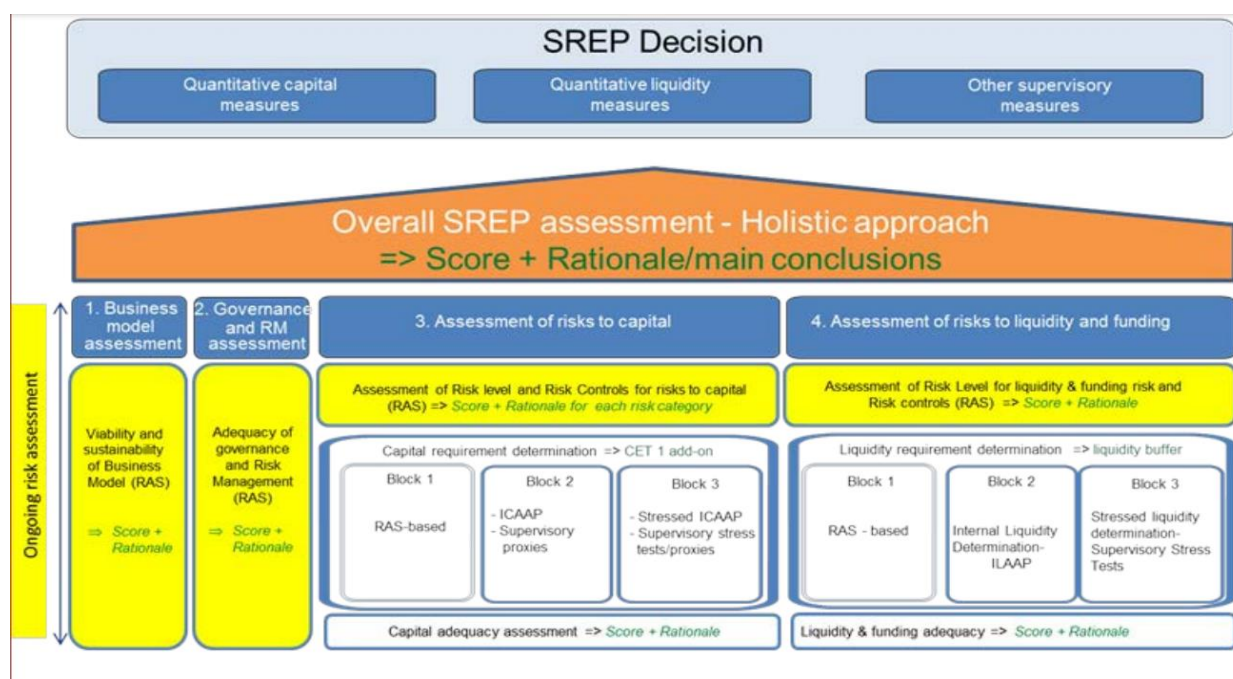 SREP Decision
Quantitative capital
measures
Quantitative liquidity
measures
Other supervisory
measures
Overall SREP assessment - Holistic approach
=> Score + Rationale/main conclusions
Ongoing risk assessment
1. Business
model
assessment
2. Governance
and RM
assessment
3. Assessment of risks to capital
4. Assessment of risks to liquidity and funding
Viability and
sustainability
of Business
Model (RAS)
⇒ Score +
Rationale
Adequacy of
governance
and Risk
Management
(RAS)
⇒ Score +
Rationale
Assessment of Risk level and Risk Controls for risks to capital
(RAS) => Score + Rationale for each risk category
Capital requirement determination => CET 1 add-on
Block 1
RAS-based
Block 2
- ICAAP
- Supervisory
proxies
Block 3
- Stressed ICAAP
- Supervisory stress
tests/proxies
Capital adequacy assessment => Score + Rationale
Assessment of Risk Level for liquidity & funding risk and
Risk controls (RAS) => Score + Rationale
Liquidity requirement determination => liquidity buffer
Block 1
RAS - based
Block 2
Internal Liquidity
Determination-
ILAAP
Block 3
Stressed liquidity
determination-
Supervisory Stress
Tests
Liquidity & funding adequacy => Score + Rationale